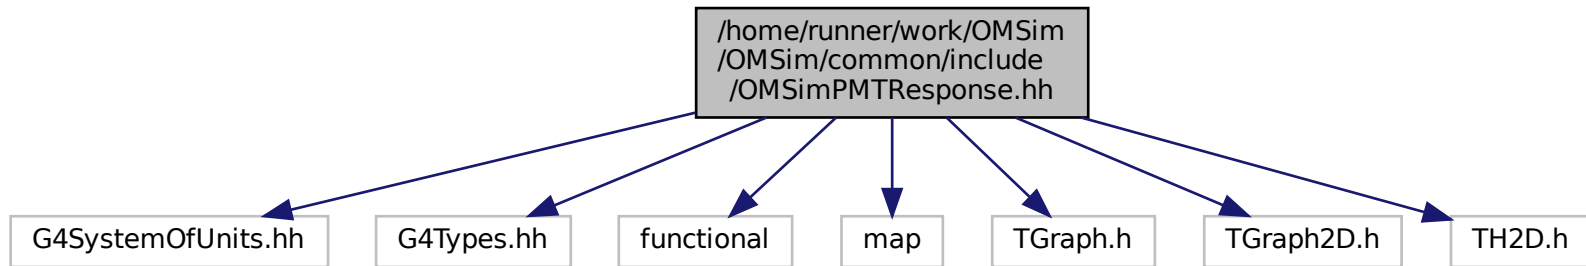 /home/runner/work/OMSim
/OMSim/common/include
/OMSimPMTResponse.hh
G4SystemOfUnits.hh
G4Types.hh
functional
map
TGraph.h
TGraph2D.h
TH2D.h